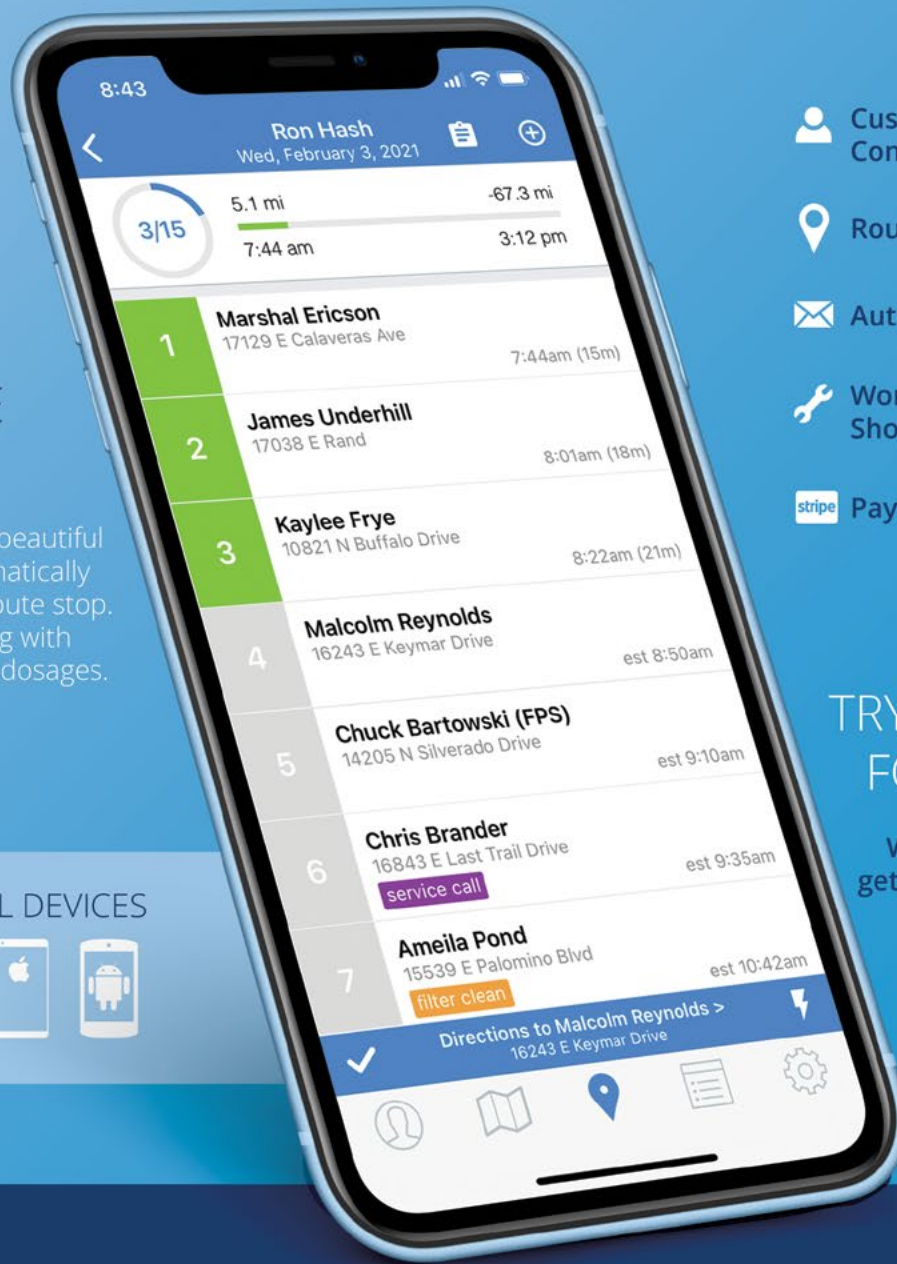 8:43
Ron Hash
Wed, February 3, 2021
3/15
5.1 mi
-67.3 mi
7:44 am
3:12 pm
1
Marshal Ericson
17129 E Calaveras Ave
7:44am (15m)
2
James Underhill
17038 E Rand
8:01am (18m)
3
Kaylee Frye
10821 N Buffalo Drive
8:22am (21m)
4
Malcolm Reynolds
16243 E Keymar Drive
est 8:50am
5
Chuck Bartowski (FPS)
14205 N Silverado Drive
est 9:10am
6
Chris Brander
16843 E Last Trail Drive
service call
est 9:35am
7
Ameila Pond
15539 E Palomino Blvd
filter clean
est 10:42am
Directions to Malcolm Reynolds >
16243 E Keymar Drive
beautiful
matically
oute stop.
g with
dosages.
L DEVICES
Cus
Con
Rou
Aut
Wor
Sho
stripe
Pay
TRY
FO
W
get